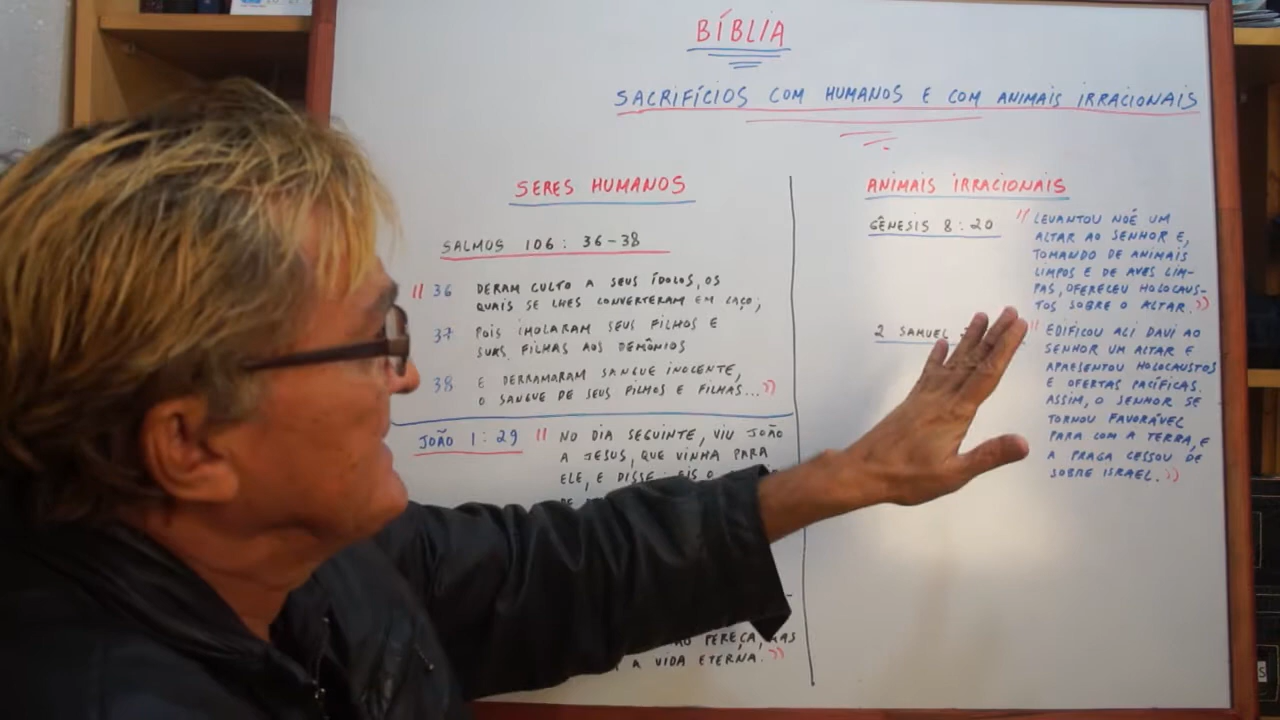 BÍBLIA
SACRIFÍCIOS COM HUMANOS E COM ANIMAIS IRRACIONAIS
SERES HUMANOS
SALMOS 106: 36-38
" 36 DERAM CULTO A SEUS ÍDOLOS, OS
QUAIS SE LHES CONVERTERAM EM LAÇO;
37 POIS IMOLARAM SEUS FILHOS E
SUAS FILHAS AOS DEMÔNIOS
38 E DERRAMARAM SANGUE INOCENTE,
O SANGUE DE SEUS FILHOS E FILHAS..."
JOÃO 1:29 " NO DIA SEGUINTE, VIU JOÃO
A JESUS, QUE VINHA PARA
ELE, E DISSE: EIS O
DE
PEREÇA, MAS
A VIDA ETERNA."
ANIMAIS IRRACIONAIS
GÊNESIS 8:20 " LEVANTOU NOÉ UM
ALTAR AO SENHOR E,
TOMANDO DE ANIMAIS
LIMPOS E DE AVES LIM-
PAS, OFERECEU HOLOCAUS-
TOS SOBRE O ALTAR."
2 SAMUEL " EDIFICOU ALI DAVI AO
SENHOR UM ALTAR E
APRESENTOU HOLOCAUSTOS
E OFERTAS PACÍFICAS.
ASSIM, O SENHOR SE
TORNOU FAVORÁVEL
PARA COM A TERRA, E
A PRAGA CESSOU DE
SOBRE ISRAEL."